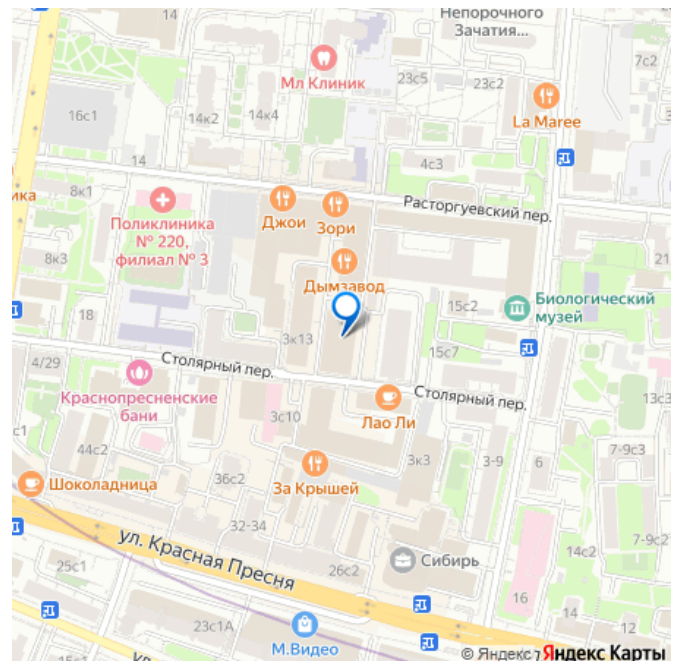 Непорочного
Зачатия...
7с2
Мл Клиник
23с5
23с2
16с1
14к2
14к4
La Maree
14
4с3
8к1
ика
Поликлиника
№ 220,
филиал № 3
Джои
Зори
Расторгуевский пер.
Дымзавод
8к3
21
18
15с2
Биологический
музей
3к13
15с7
4/29
Столярный пер.
Столярный пер.
Краснопресненские
бани
13с3
Лао Ли
3с10
с1
44с2
3к3
3-9
6
7-9с3
36с2
Шоколадница
За Крышей
32-34
7-9с2
ул. Красная Пресня
Сибирь
14с2
25с1
26с2
16
14
12
23с1А
М.Видео
© Яндекс
Яндекс Карты
15с1
ул